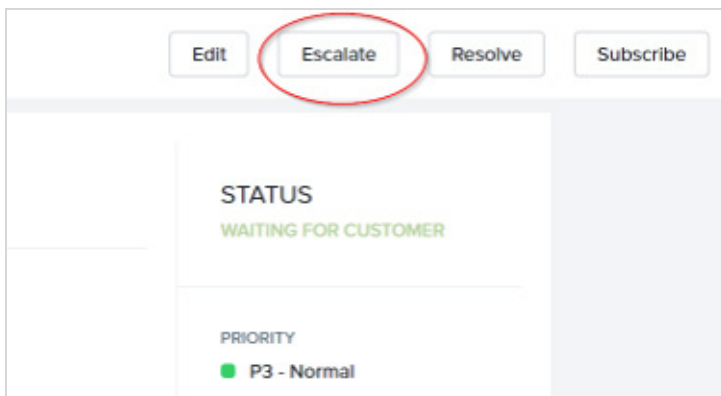 Edit Escalate Resolve Subscribe
STATUS
WAITING FOR CUSTOMER
PRIORITY
P3 - Normal